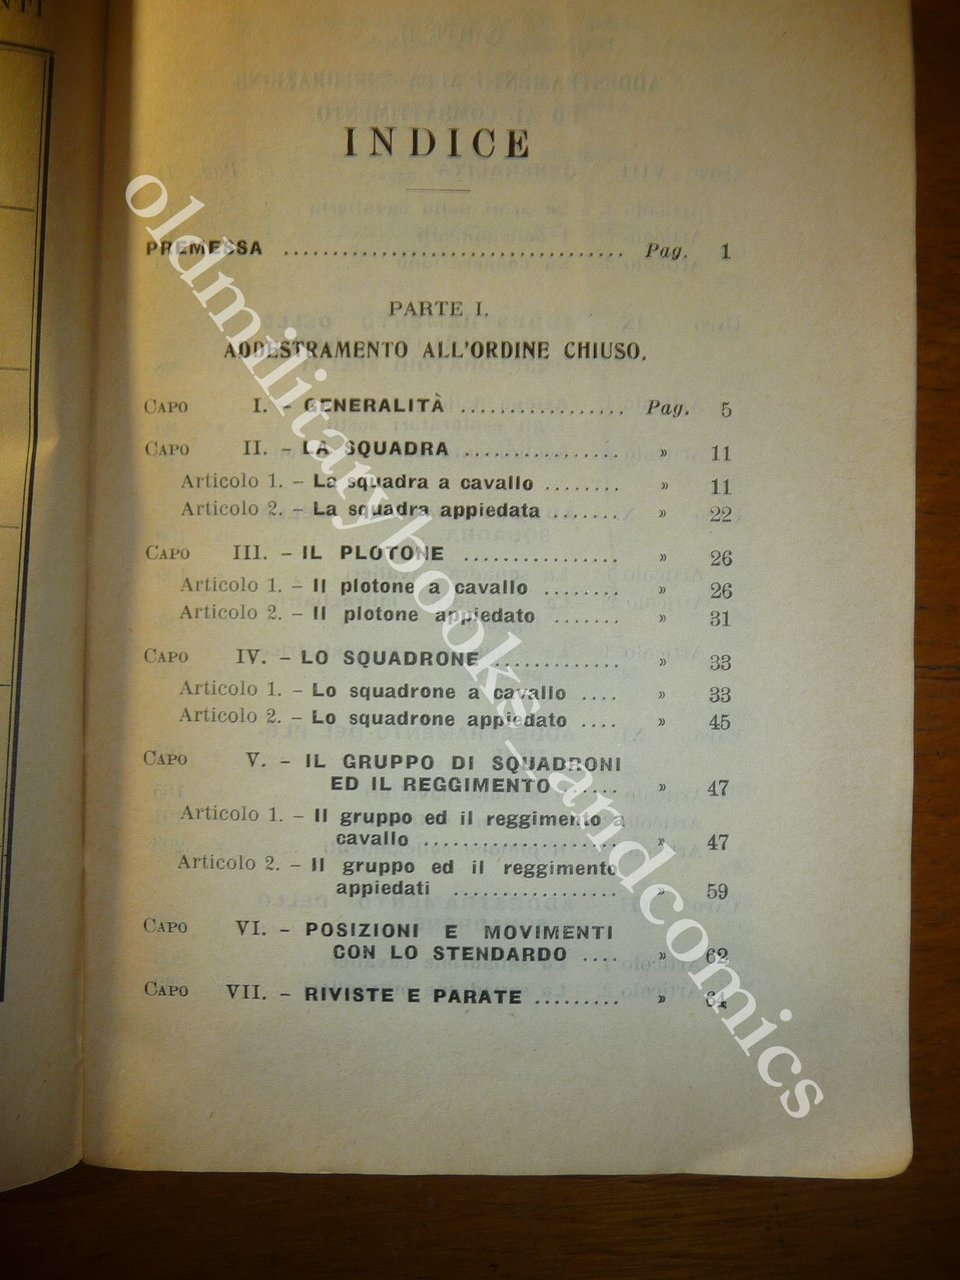 INDICE
PREMESSA .................................. Pag. 1
PARTE I.
ADDESTRAMENTO ALL'ORDINE CHIUSO.
CAPO I. - GENERALITÀ ................. Pag. 5
CAPO II. - LA SQUADRA ................ » 11
Articolo 1. - La squadra a cavallo ........ » 11
Articolo 2. - La squadra appiedata ....... » 22
CAPO III. - IL PLOTONE ................ » 26
Articolo 1. - Il plotone a cavallo ........ » 26
Articolo 2. - Il plotone appiedato ....... » 31
CAPO IV. - LO SQUADRONE ............. » 33
Articolo 1. - Lo squadrone a cavallo .... » 33
Articolo 2. - Lo squadrone appiedato .... » 45
CAPO V. - IL GRUPPO DI SQUADRONI
ED IL REGGIMENTO ...... » 47
Articolo 1. - Il gruppo ed il reggimento a
cavallo .................... » 47
Articolo 2. - Il gruppo ed il reggimento
appiedati ................. » 59
CAPO VI. - POSIZIONI E MOVIMENTI
CON LO STENDARDO .... » 62
CAPO VII. - RIVISTE E PARATE ......... » 64
oldmilitarybooks_andcomics